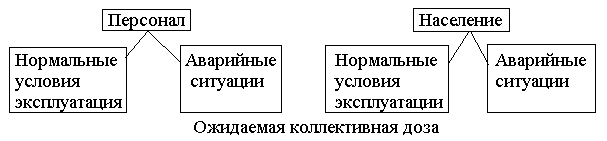 Персонал
Население
Нормальные
условия
эксплуатация
Аварийные
ситуации
Нормальные
условия
эксплуатации
Аварийные
ситуации
Ожидаемая коллективная доза